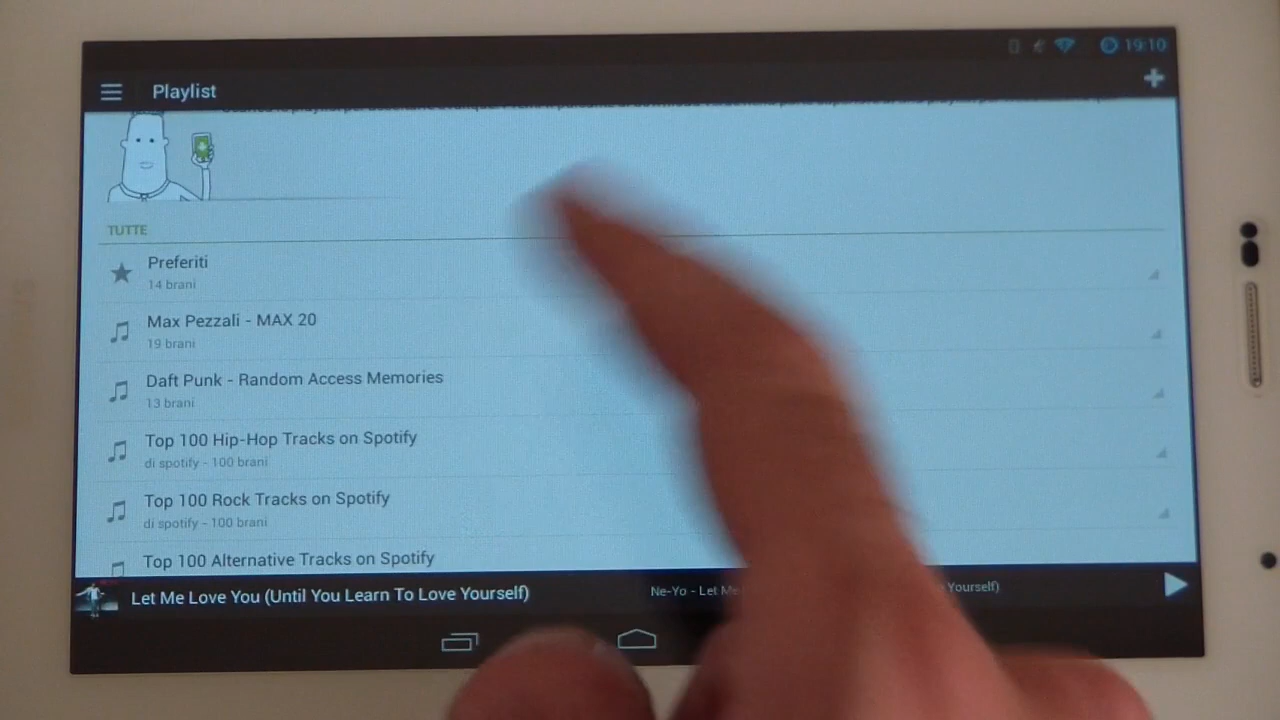 19:10
Playlist
TUTTE
Preferiti
14 brani
Max Pezzali - MAX 20
19 brani
Daft Punk - Random Access Memories
13 brani
Top 100 Hip-Hop Tracks on Spotify
di spotify - 100 brani
Top 100 Rock Tracks on Spotify
di spotify - 100 brani
Top 100 Alternative Tracks on Spotify
Let Me Love You (Until You Learn To Love Yourself)
Ne-Yo - Let Me Yourself)